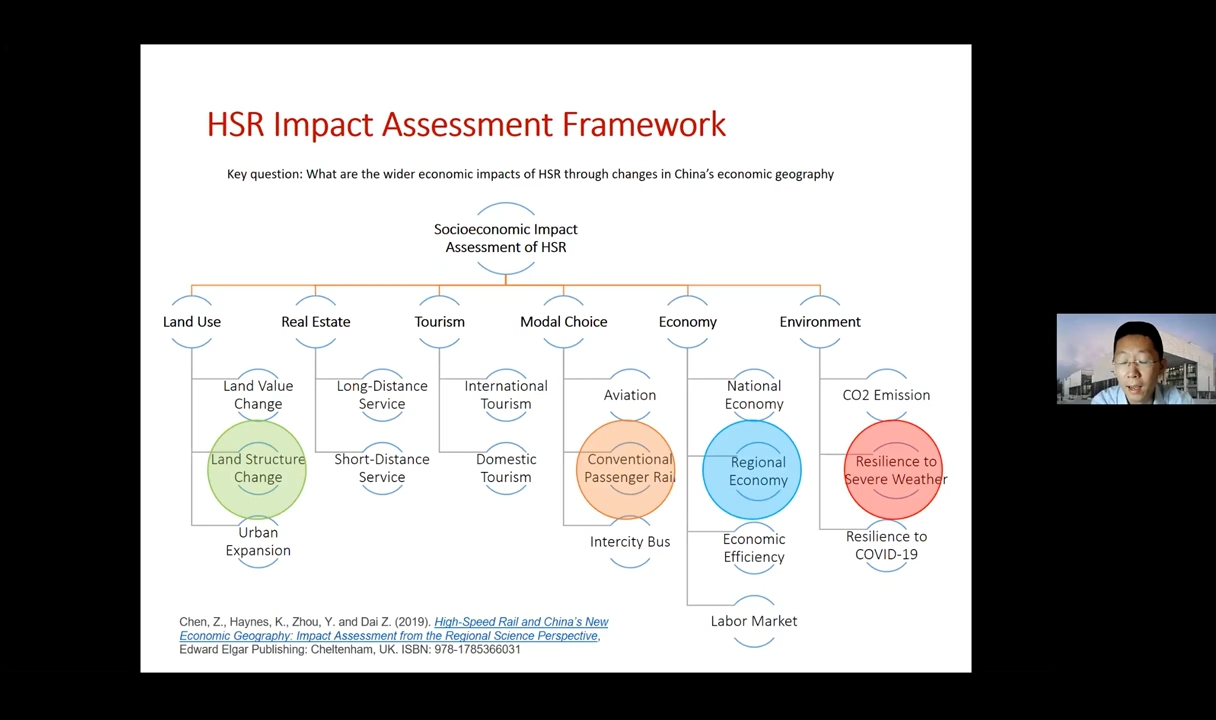 HSR Impact Assessment Framework
Key question: What are the wider economic impacts of HSR through changes in China's economic geography
Socioeconomic Impact
Assessment of HSR
Land Use
Real Estate
Tourism
Modal Choice
Economy
Environment
Land Value
Change
Long-Distance
Service
International
Tourism
Aviation
National
Economy
CO2 Emission
Land Structure
Change
Short-Distance
Service
Domestic
Tourism
Conventional
Passenger Rail
Regional
Economy
Resilience to
Severe Weather
Urban
Expansion
Intercity Bus
Economic
Efficiency
Resilience to
COVID-19
Labor Market
Chen, Z., Haynes, K., Zhou, Y. and Dai Z. (2019). High-Speed Rail and China's New
Economic Geography: Impact Assessment from the Regional Science Perspective,
Edward Elgar Publishing: Cheltenham, UK. ISBN: 978-1785366031